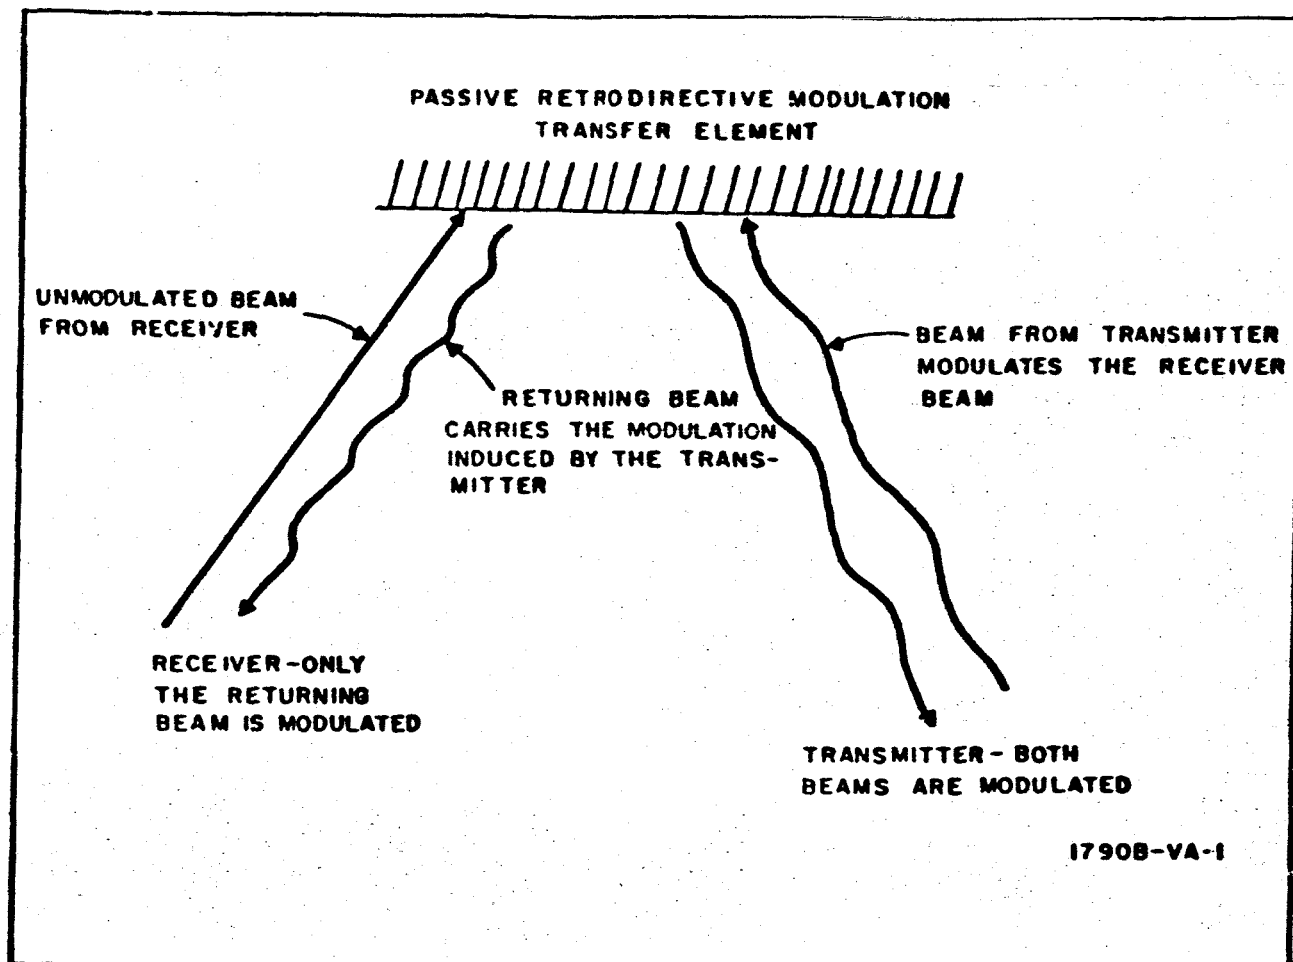 PASSIVE RETRODIRECTIVE MODULATION
TRANSFER ELEMENT
UNMODULATED BEAM
FROM RECEIVER
BEAM FROM TRANSMITTER
MODULATES THE RECEIVER
BEAM
RETURNING BEAM
CARRIES THE MODULATION
INDUCED BY THE TRANS-
MITTER
RECEIVER-ONLY
THE RETURNING
BEAM IS MODULATED
TRANSMITTER - BOTH
BEAMS ARE MODULATED
1790B-VA-1